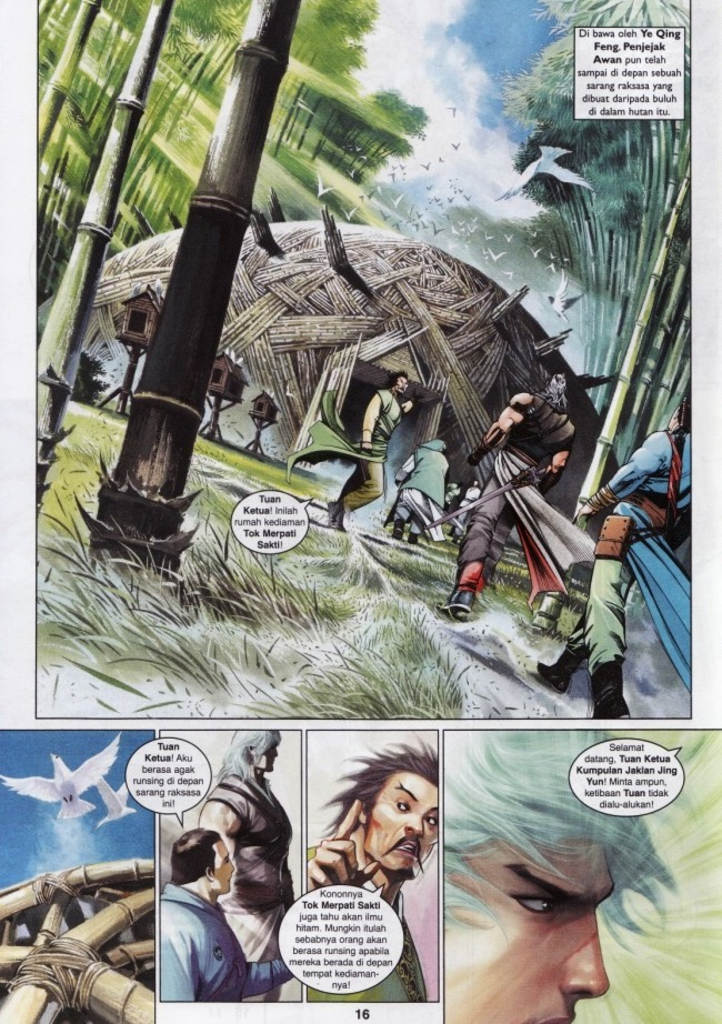 Di bawa oleh Ye Qing
Feng, Penjejak
Awan pun telah
sampai di depan sebuah
sarang raksasa yang
dibuat daripada buluh
di dalam hutan itu.
Tuan
Ketua! Inilah
rumah kediaman
Tok Merpati
Sakti!
Tuan
Ketua! Aku
berasa agak
runsing di depan
sarang raksasa
ini!
Kononnya
Tok Merpati Sakti
juga tahu akan ilmu
hitam. Mungkin itulah
sebabnya orang akan
berasa runsing apabila
mereka berada di depan
tempat kediaman-
nya!
Selamat
datang, Tuan Ketua
Kumpulan Jaklan Jing
Yun! Minta ampun,
ketibaan Tuan tidak
dialu-alukan!
16